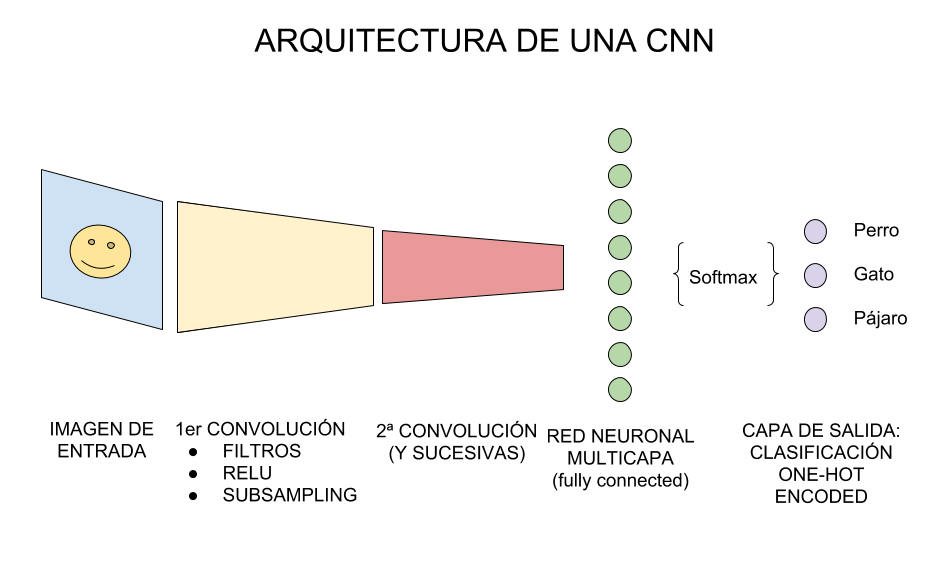 ARQUITECTURA DE UNA CNN
Perro
Gato
Softmax
Pájaro
IMAGEN DE
ENTRADA
1er CONVOLUCIÓN
● FILTROS
● RELU
● SUBSAMPLING
2ª CONVOLUCIÓN
(Y SUCESIVAS)
RED NEURONAL
MULTICAPA
(fully connected)
CAPA DE SALIDA:
CLASIFICACIÓN
ONE-HOT
ENCODED